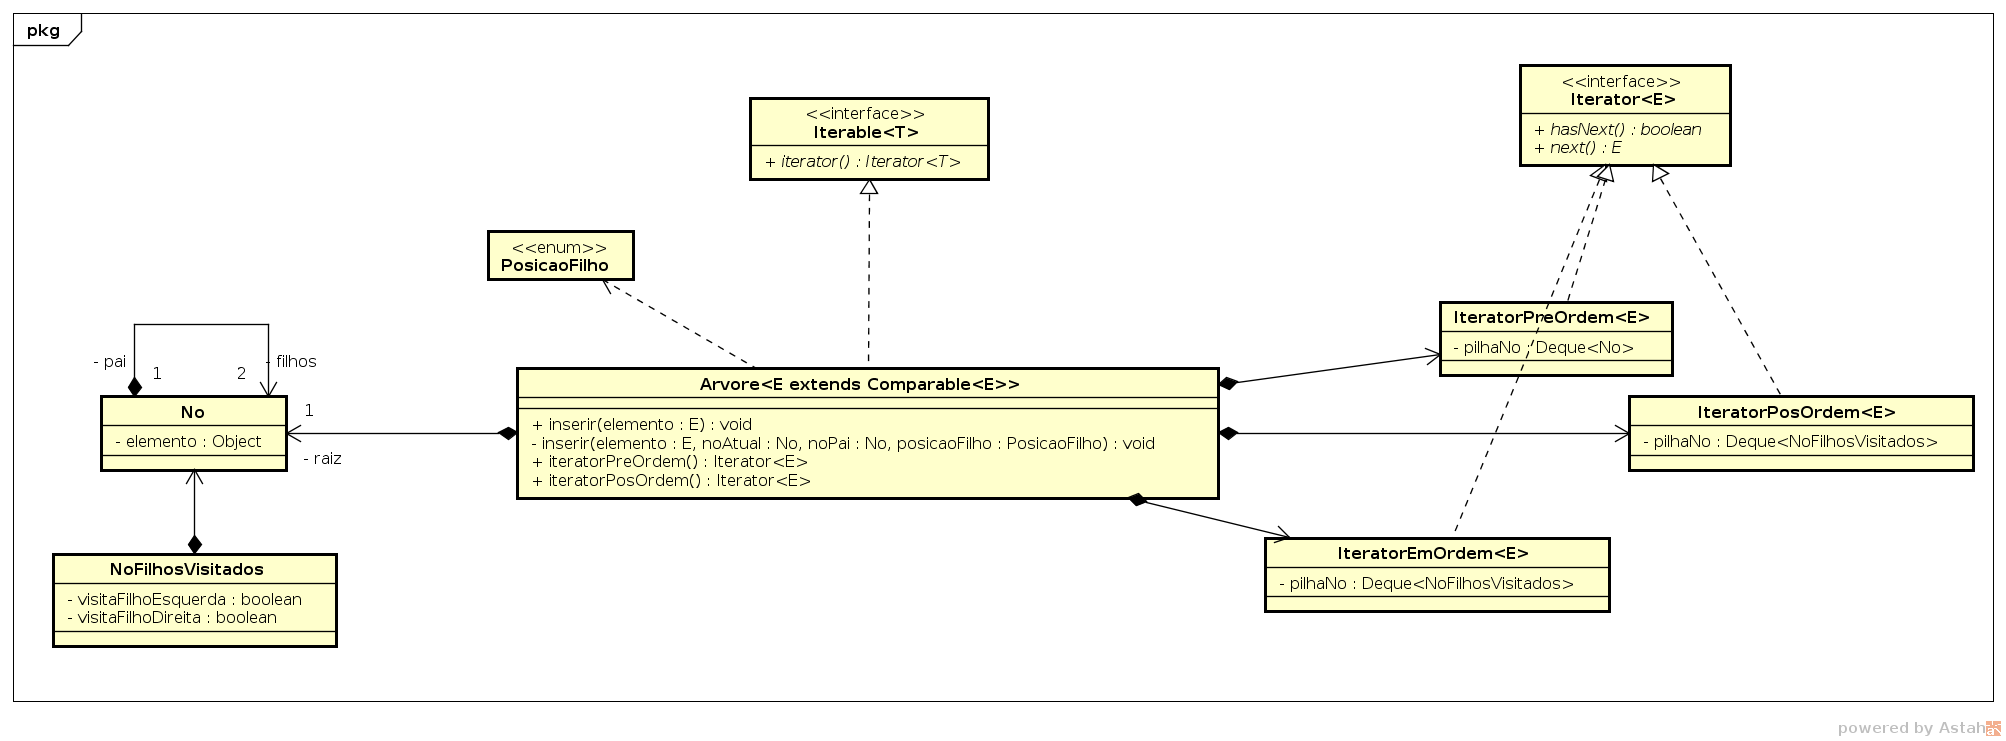 pkg
<<interface>>
Iterator<E>
+ hasNext() : boolean
+ next() : E
<<interface>>
Iterable<T>
+ iterator() : Iterator<T>
<<enum>>
PosicaoFilho
IteratorPreOrdem<E>
- pilhaNo : Deque<No>
- pai
1
2
- filhos
No
- elemento : Object
1
- raiz
Arvore<E extends Comparable<E>>
+ inserir(elemento : E) : void
- inserir(elemento : E, noAtual : No, noPai : No, posicaoFilho : PosicaoFilho) : void
+ iteratorPreOrdem() : Iterator<E>
+ iteratorPosOrdem() : Iterator<E>
IteratorPosOrdem<E>
- pilhaNo : Deque<NoFilhosVisitados>
IteratorEmOrdem<E>
- pilhaNo : Deque<NoFilhosVisitados>
NoFilhosVisitados
- visitaFilhoEsquerda : boolean
- visitaFilhoDireita : boolean
powered by Astah